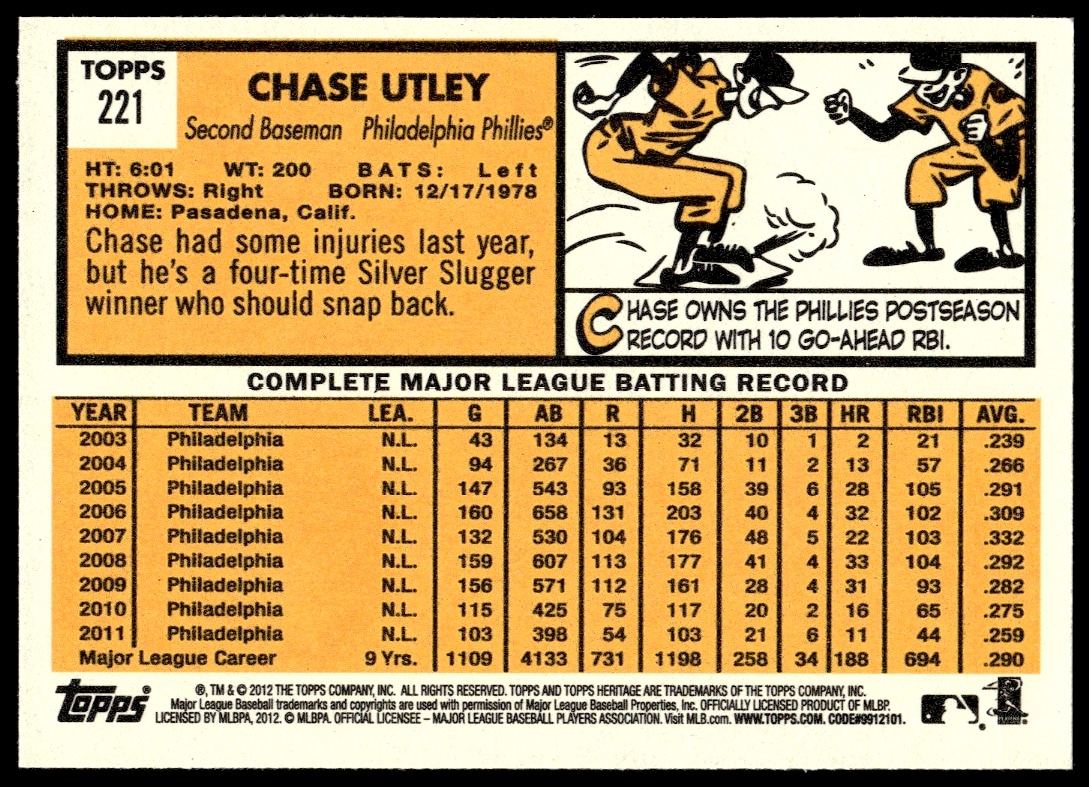 TOPPS
221
CHASE UTLEY
Second Baseman Philadelphia Phillies®
HT: 6:01 WT: 200 BATS: Left
THROWS: Right BORN: 12/17/1978
HOME: Pasadena, Calif.
Chase had some injuries last year,
but he's a four-time Silver Slugger
winner who should snap back.
CHASE OWNS THE PHILLIES POSTSEASON
RECORD WITH 10 GO-AHEAD RBI.
COMPLETE MAJOR LEAGUE BATTING RECORD
YEAR TEAM LEA. G AB R H 2B 3B HR RBI AVG.
2003 Philadelphia N.L. 43 134 13 32 10 1 2 21 .239
2004 Philadelphia N.L. 94 267 36 71 11 2 13 57 .266
2005 Philadelphia N.L. 147 543 93 158 39 6 28 105 .291
2006 Philadelphia N.L. 160 658 131 203 40 4 32 102 .309
2007 Philadelphia N.L. 132 530 104 176 48 5 22 103 .332
2008 Philadelphia N.L. 159 607 113 177 41 4 33 104 .292
2009 Philadelphia N.L. 156 571 112 161 28 4 31 93 .282
2010 Philadelphia N.L. 115 425 75 117 20 2 16 65 .275
2011 Philadelphia N.L. 103 398 54 103 21 6 11 44 .259
Major League Career 9 Yrs. 1109 4133 731 1198 258 34 188 694 .290
topps®
®, TM & © 2012 THE TOPPS COMPANY, INC. ALL RIGHTS RESERVED. TOPPS AND TOPPS HERITAGE ARE TRADEMARKS OF THE TOPPS COMPANY, INC.
Major League Baseball trademarks and copyrights are used with permission of Major League Baseball Properties, Inc. OFFICIALLY LICENSED PRODUCT OF MLBP.
LICENSED BY MLBPA, 2012. © MLBPA. OFFICIAL LICENSEE – MAJOR LEAGUE BASEBALL PLAYERS ASSOCIATION. Visit MLB.com. WWW.TOPPS.COM. CODE#9912101.